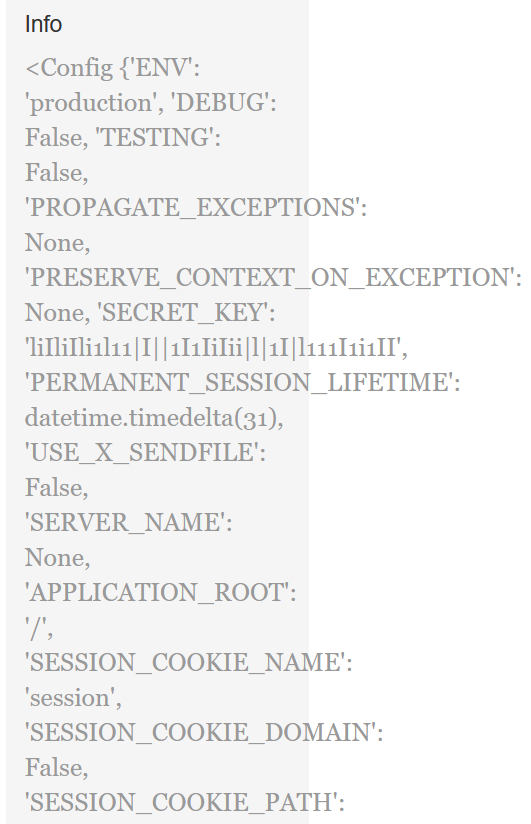 Info
<Config {'ENV':
'production', 'DEBUG':
False, 'TESTING':
False,
'PROPAGATE_EXCEPTIONS':
None,
'PRESERVE_CONTEXT_ON_EXCEPTION':
None, 'SECRET_KEY':
'liIliIli1l11|I||1I1IiIii|l|1I|l111I1i1II',
'PERMANENT_SESSION_LIFETIME':
datetime.timedelta(31),
'USE_X_SENDFILE':
False,
'SERVER_NAME':
None,
'APPLICATION_ROOT':
'/',
'SESSION_COOKIE_NAME':
'session',
'SESSION_COOKIE_DOMAIN':
False,
'SESSION_COOKIE_PATH':